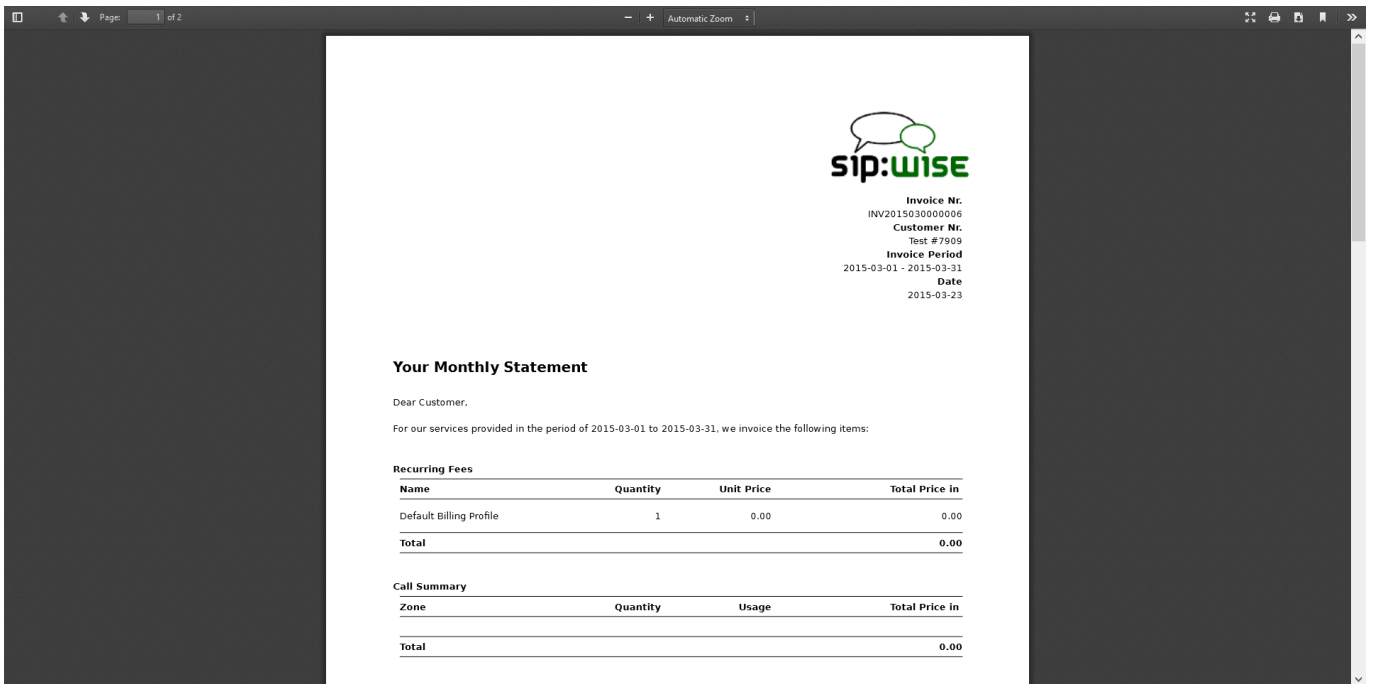 Page: 1 of 2
Automatic Zoom
sip:wise
Invoice Nr.
INV2015030000006
Customer Nr.
Test #7909
Invoice Period
2015-03-01 - 2015-03-31
Date
2015-03-23
Your Monthly Statement
Dear Customer,
For our services provided in the period of 2015-03-01 to 2015-03-31, we invoice the following items:
Recurring Fees
Name Quantity Unit Price Total Price in
Default Billing Profile 1 0.00 0.00
Total 0.00
Call Summary
Zone Quantity Usage Total Price in
Total 0.00